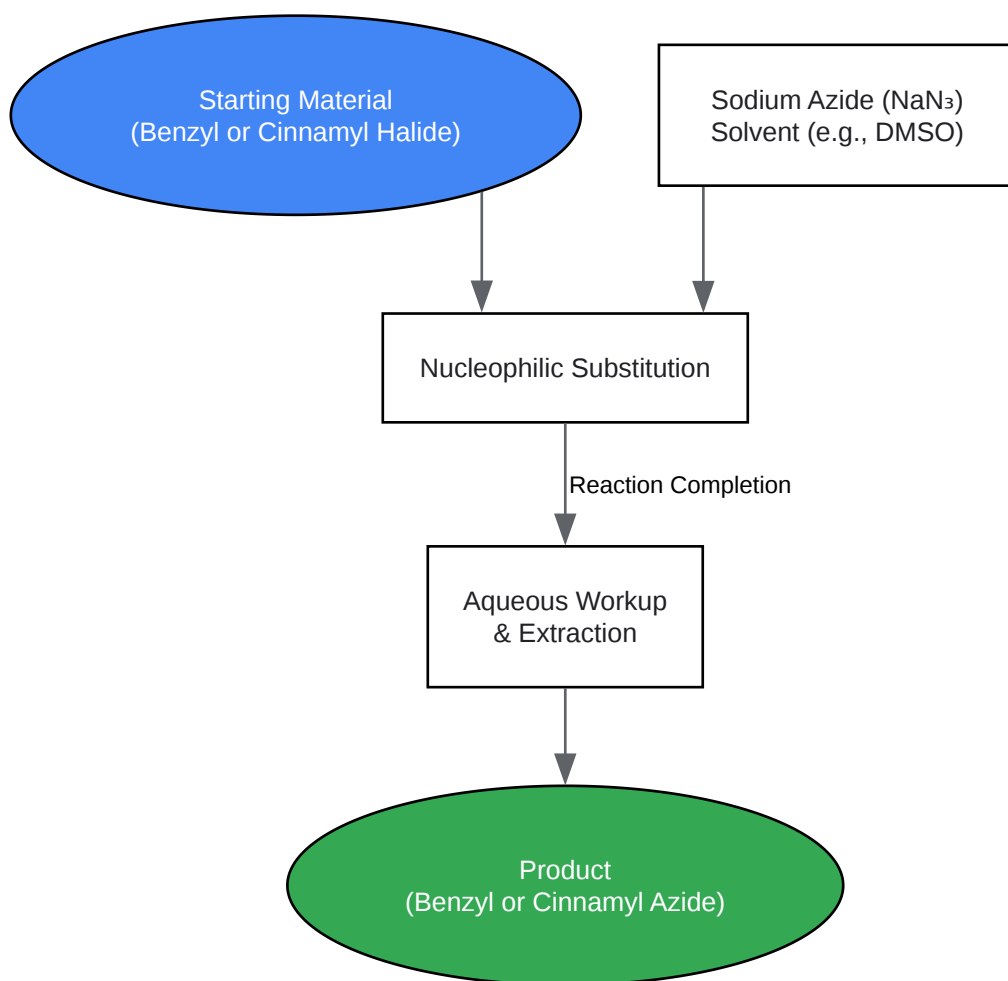 Starting Material
(Benzyl or Cinnamyl Halide)
Sodium Azide (NaN₃)
Solvent (e.g., DMSO)
Nucleophilic Substitution
Reaction Completion
Aqueous Workup
& Extraction
Product
(Benzyl or Cinnamyl Azide)